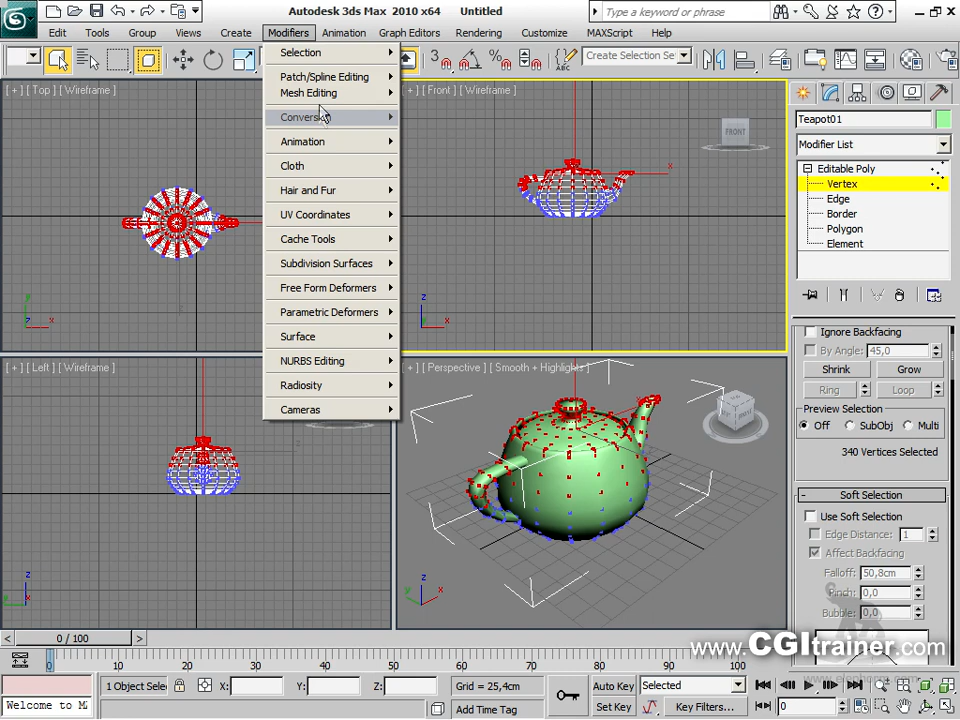 Autodesk 3ds Max 2010 x64 Untitled
Type a keyword or phrase
Edit Tools Group Views Create Modifiers Animation Graph Editors Rendering Customize MAXScript Help
Create Selection Se
Selection
Patch/Spline Editing
Mesh Editing
Conversion
Animation
Cloth
Hair and Fur
UV Coordinates
Cache Tools
Subdivision Surfaces
Free Form Deformers
Parametric Deformers
Surface
NURBS Editing
Radiosity
Cameras
[ + ] [ Top ] [ Wireframe ]
[ + ] [ Front ] [ Wireframe ]
FRONT
x
y
x
z
x
[ + ] [ Left ] [ Wireframe ]
[ + ] [ Perspective ] [ Smooth + Highlights ]
z
z
x
Teapot01
Modifier List
Editable Poly
Vertex
Edge
Border
Polygon
Element
Ignore Backfacing
By Angle: 45,0
Shrink Grow
Ring Loop
Preview Selection
Off SubObj Multi
340 Vertices Selected
- Soft Selection
Use Soft Selection
Edge Distance: 1
Affect Backfacing
Falloff: 50,8cm
Pinch: 0,0
Bubble: 0,0
www.CGItrainer.com
< 0 / 100 >
0 10 20 30 40 50 60 70 80 90 100
1 Object Selec X: Y: Z: Grid = 25,4cm Auto Key Selected
Welcome to MA Add Time Tag Set Key Key Filters... 0